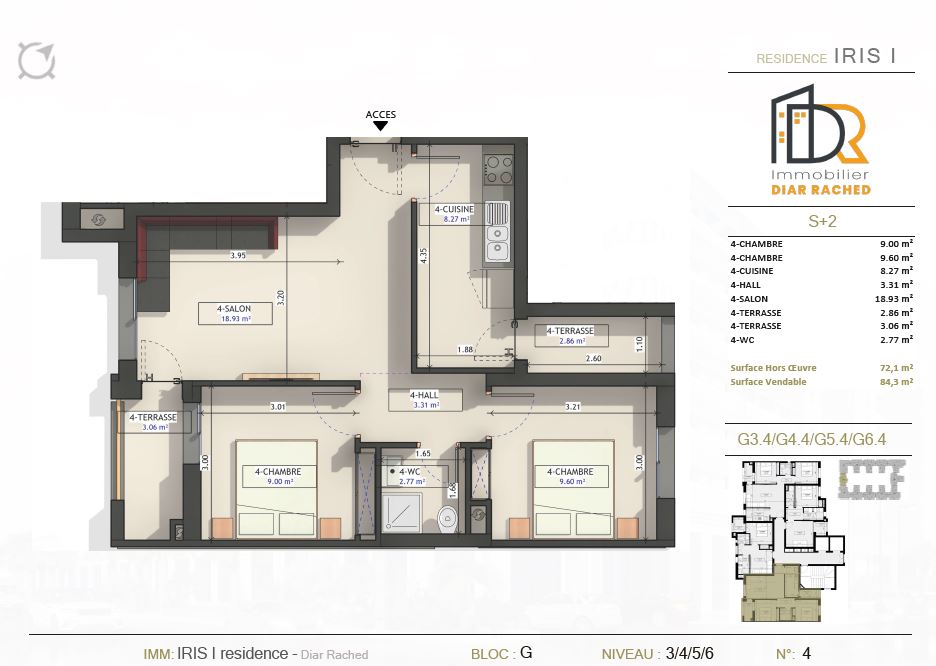 RESIDENCE IRIS I
DR
Immobilier
DIAR RACHED
S+2
4-CHAMBRE 9.00 m²
4-CHAMBRE 9.60 m²
4-CUISINE 8.27 m²
4-HALL 3.31 m²
4-SALON 18.93 m²
4-TERRASSE 2.86 m²
4-TERRASSE 3.06 m²
4-WC 2.77 m²
Surface Hors Œuvre 72,1 m²
Surface Vendable 84,3 m²
G3.4/G4.4/G5.4/G6.4
ACCES
4-CUISINE
8.27 m²
4.35
1.88
3.95
3.20
4-SALON
18.93 m²
4-TERRASSE
2.86 m²
1.10
2.60
4-HALL
3.31 m²
4-TERRASSE
3.06 m²
3.01
3.00
4-CHAMBRE
9.00 m²
1.65
4-WC
2.77 m²
1.68
3.21
3.00
4-CHAMBRE
9.60 m²
IMM: IRIS I residence - Diar Rached BLOC : G NIVEAU : 3/4/5/6 N°: 4